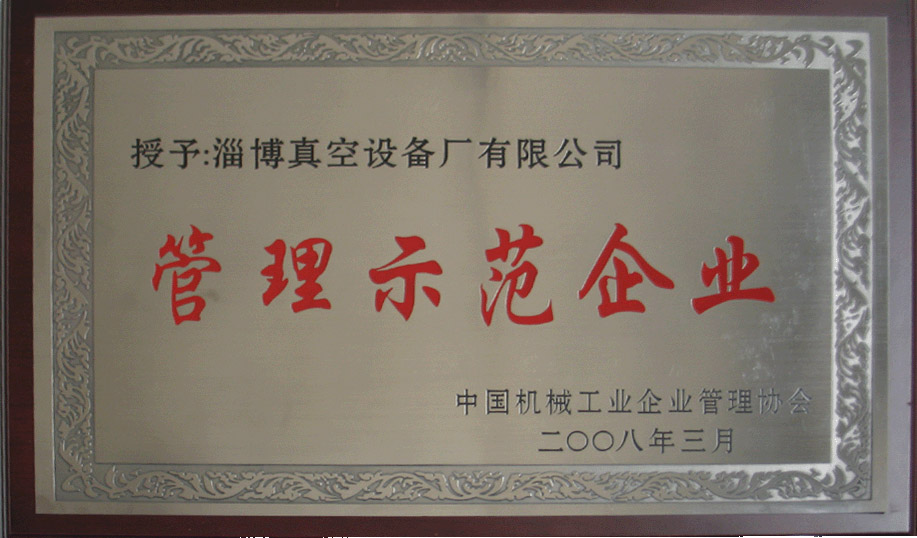 授予:淄博真空设备厂有限公司
管理示范企业
中国机械工业企业管理协会
二〇〇八年三月